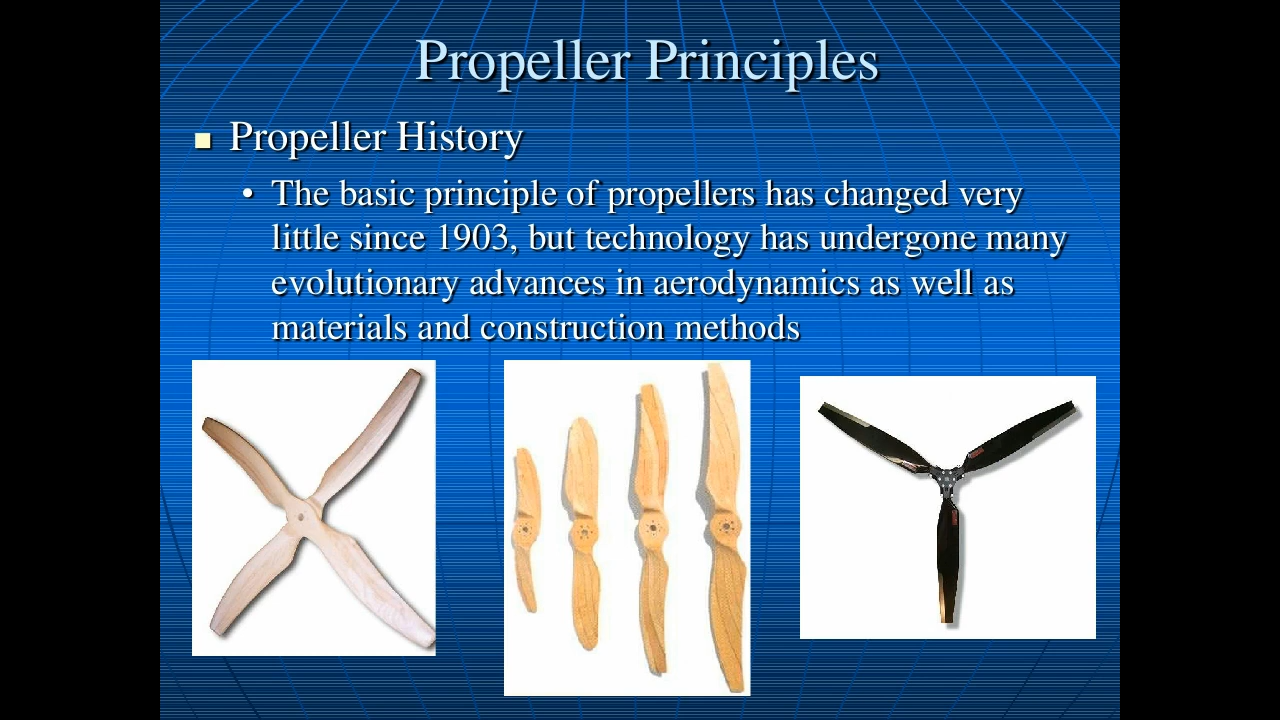 Propeller Principles
Propeller History
• The basic principle of propellers has changed very
little since 1903, but technology has undergone many
evolutionary advances in aerodynamics as well as
materials and construction methods